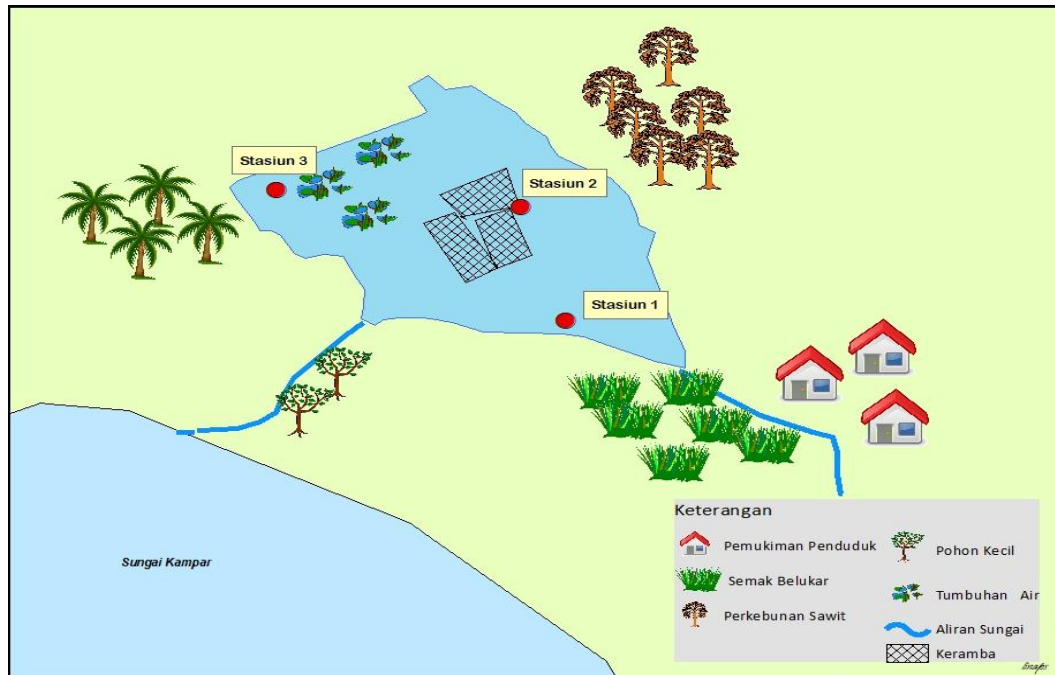 Stasiun 3
Stasiun 2
Stasiun 1
Sungai Kampar
Keterangan
Pemukiman Penduduk
Semak Belukar
Perkebunan Sawit
Pohon Kecil
Tumbuhan Air
Aliran Sungai
Keramba